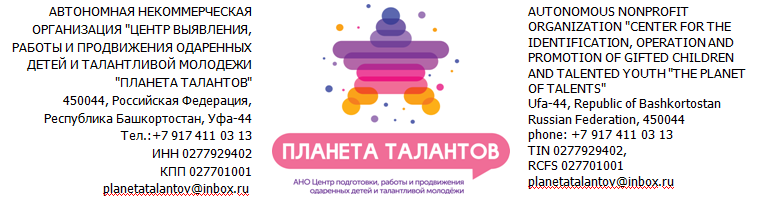 АВТОНОМНАЯ НЕКОММЕРЧЕСКАЯ
ОРГАНИЗАЦИЯ "ЦЕНТР ВЫЯВЛЕНИЯ,
РАБОТЫ И ПРОДВИЖЕНИЯ ОДАРЕННЫХ
ДЕТЕЙ И ТАЛАНТЛИВОЙ МОЛОДЕЖИ
"ПЛАНЕТА ТАЛАНТОВ"
450044, Российская Федерация,
Республика Башкортостан, Уфа-44
Тел.:+7 917 411 03 13
ИНН 0277929402
КПП 027701001
planetatalantov@inbox.ru
ПЛАНЕТА ТАЛАНТОВ
АНО Центр подготовки, работы и продвижения
одаренных детей и талантливой молодёжи
AUTONOMOUS NONPROFIT
ORGANIZATION "CENTER FOR THE
IDENTIFICATION, OPERATION AND
PROMOTION OF GIFTED CHILDREN
AND TALENTED YOUTH "THE PLANET
OF TALENTS"
Ufa-44, Republic of Bashkortostan
Russian Federation, 450044
phone: +7 917 411 03 13
TIN 0277929402,
RCFS 027701001
planetatalantov@inbox.ru